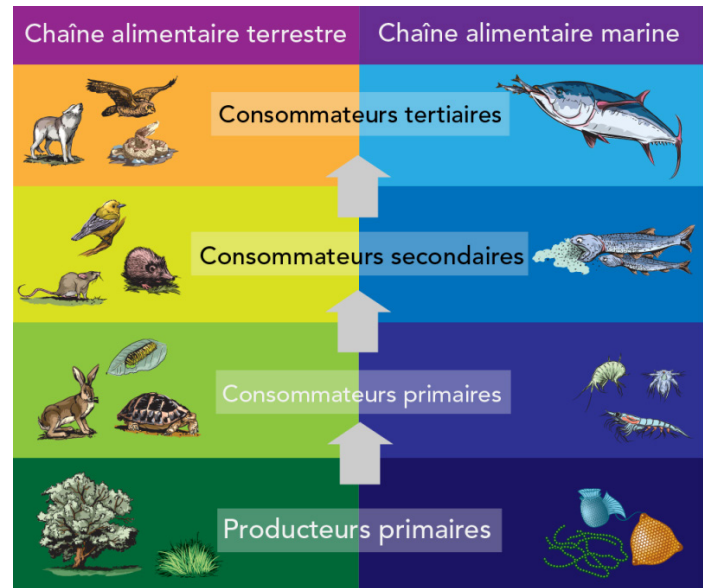 Chaîne alimentaire terrestre
Chaîne alimentaire marine
Consommateurs tertiaires
Consommateurs secondaires
Consommateurs primaires
Producteurs primaires